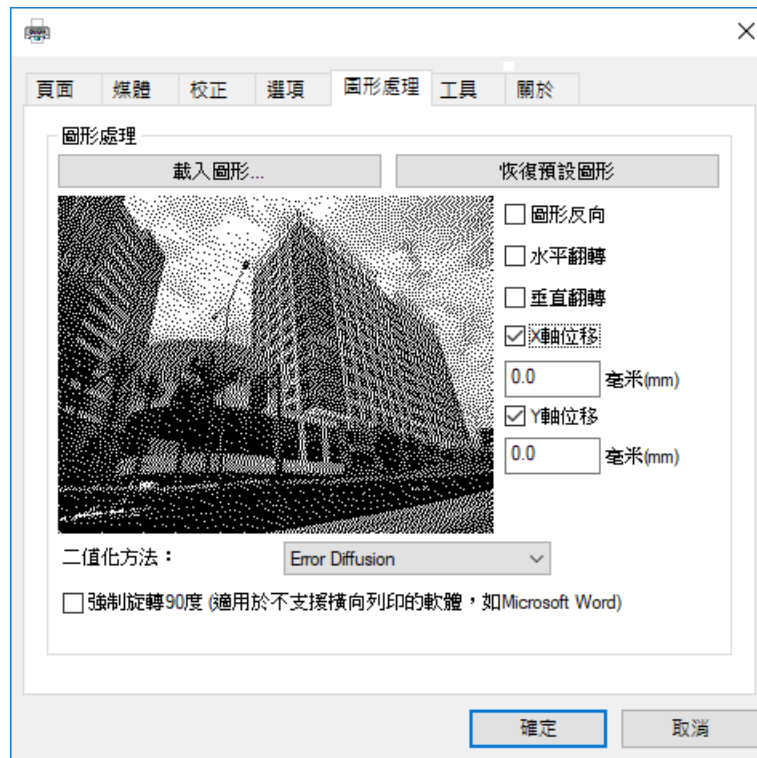 頁面 媒體 校正 選項 圖形處理 工具 關於
圖形處理
載入圖形... 恢復預設圖形
圖形反向
水平翻轉
垂直翻轉
X軸位移
0.0 毫米(mm)
Y軸位移
0.0 毫米(mm)
二值化方法： Error Diffusion
強制旋轉90度 (適用於不支援橫向列印的軟體，如Microsoft Word)
確定 取消